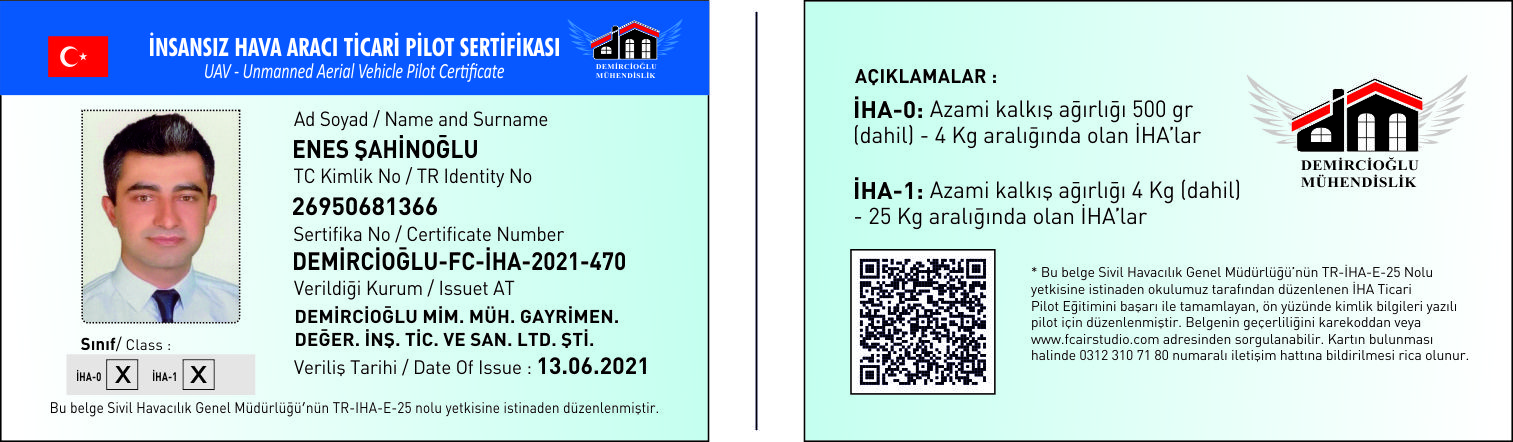 İNSANSIZ HAVA ARACI TİCARİ PİLOT SERTİFİKASI
UAV - Unmanned Aerial Vehicle Pilot Certificate
DEMİRCİOĞLU
MÜHENDİSLİK
Ad Soyad / Name and Surname
ENES ŞAHİNOĞLU
TC Kimlik No / TR Identity No
26950681366
Sertifika No / Certificate Number
DEMİRCİOĞLU-FC-İHA-2021-470
Verildiği Kurum / Issuet AT
DEMİRCİOĞLU MİM. MÜH. GAYRİMEN.
DEĞER. İNŞ. TİC. VE SAN. LTD. ŞTİ.
Veriliş Tarihi / Date Of Issue : 13.06.2021
Sınıf/ Class :
İHA-0 X İHA-1 X
Bu belge Sivil Havacılık Genel Müdürlüğü'nün TR-IHA-E-25 nolu yetkisine istinaden düzenlenmiştir.
AÇIKLAMALAR :
İHA-0: Azami kalkış ağırlığı 500 gr
(dahil) - 4 Kg aralığında olan İHA'lar
İHA-1: Azami kalkış ağırlığı 4 Kg (dahil)
- 25 Kg aralığında olan İHA'lar
DEMİRCİOĞLU
MÜHENDİSLİK
* Bu belge Sivil Havacılık Genel Müdürlüğü'nün TR-İHA-E-25 Nolu
yetkisine istinaden okulumuz tarafından düzenlenen İHA Ticari
Pilot Eğitimini başarı ile tamamlayan, ön yüzünde kimlik bilgileri yazılı
pilot için düzenlenmiştir. Belgenin geçerliliğini karekoddan veya
www.fcairstudio.com adresinden sorgulanabilir. Kartın bulunması
halinde 0312 310 71 80 numaralı iletişim hattına bildirilmesi rica olunur.